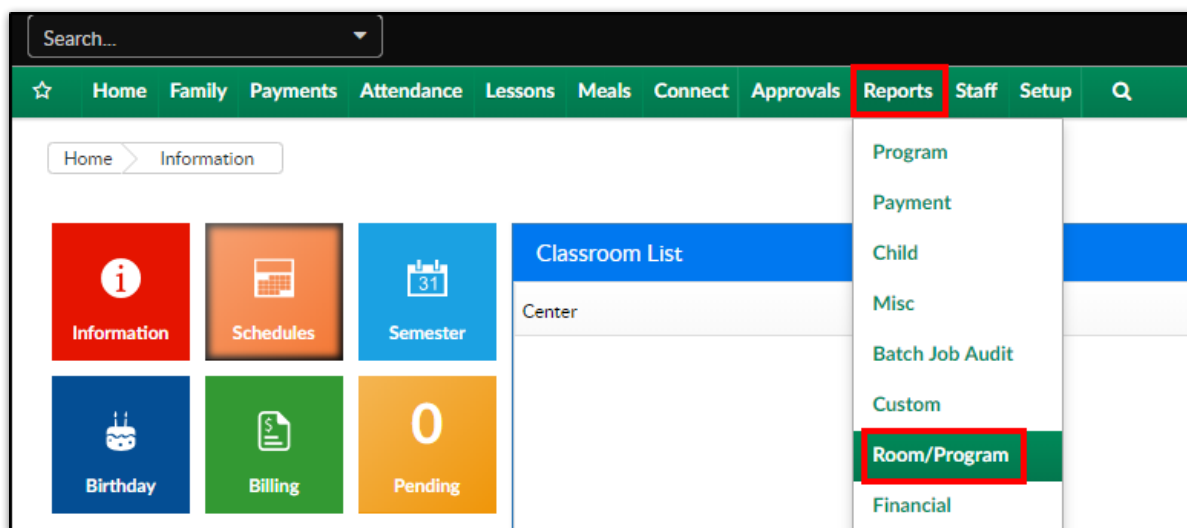 Search...
Home Family Payments Attendance Lessons Meals Connect Approvals Reports Staff Setup
Home Information
Program
Payment
Child
Misc
Batch Job Audit
Custom
Room/Program
Financial
Information
Schedules
31
Semester
Birthday
$
Billing
0
Pending
Classroom List
Center